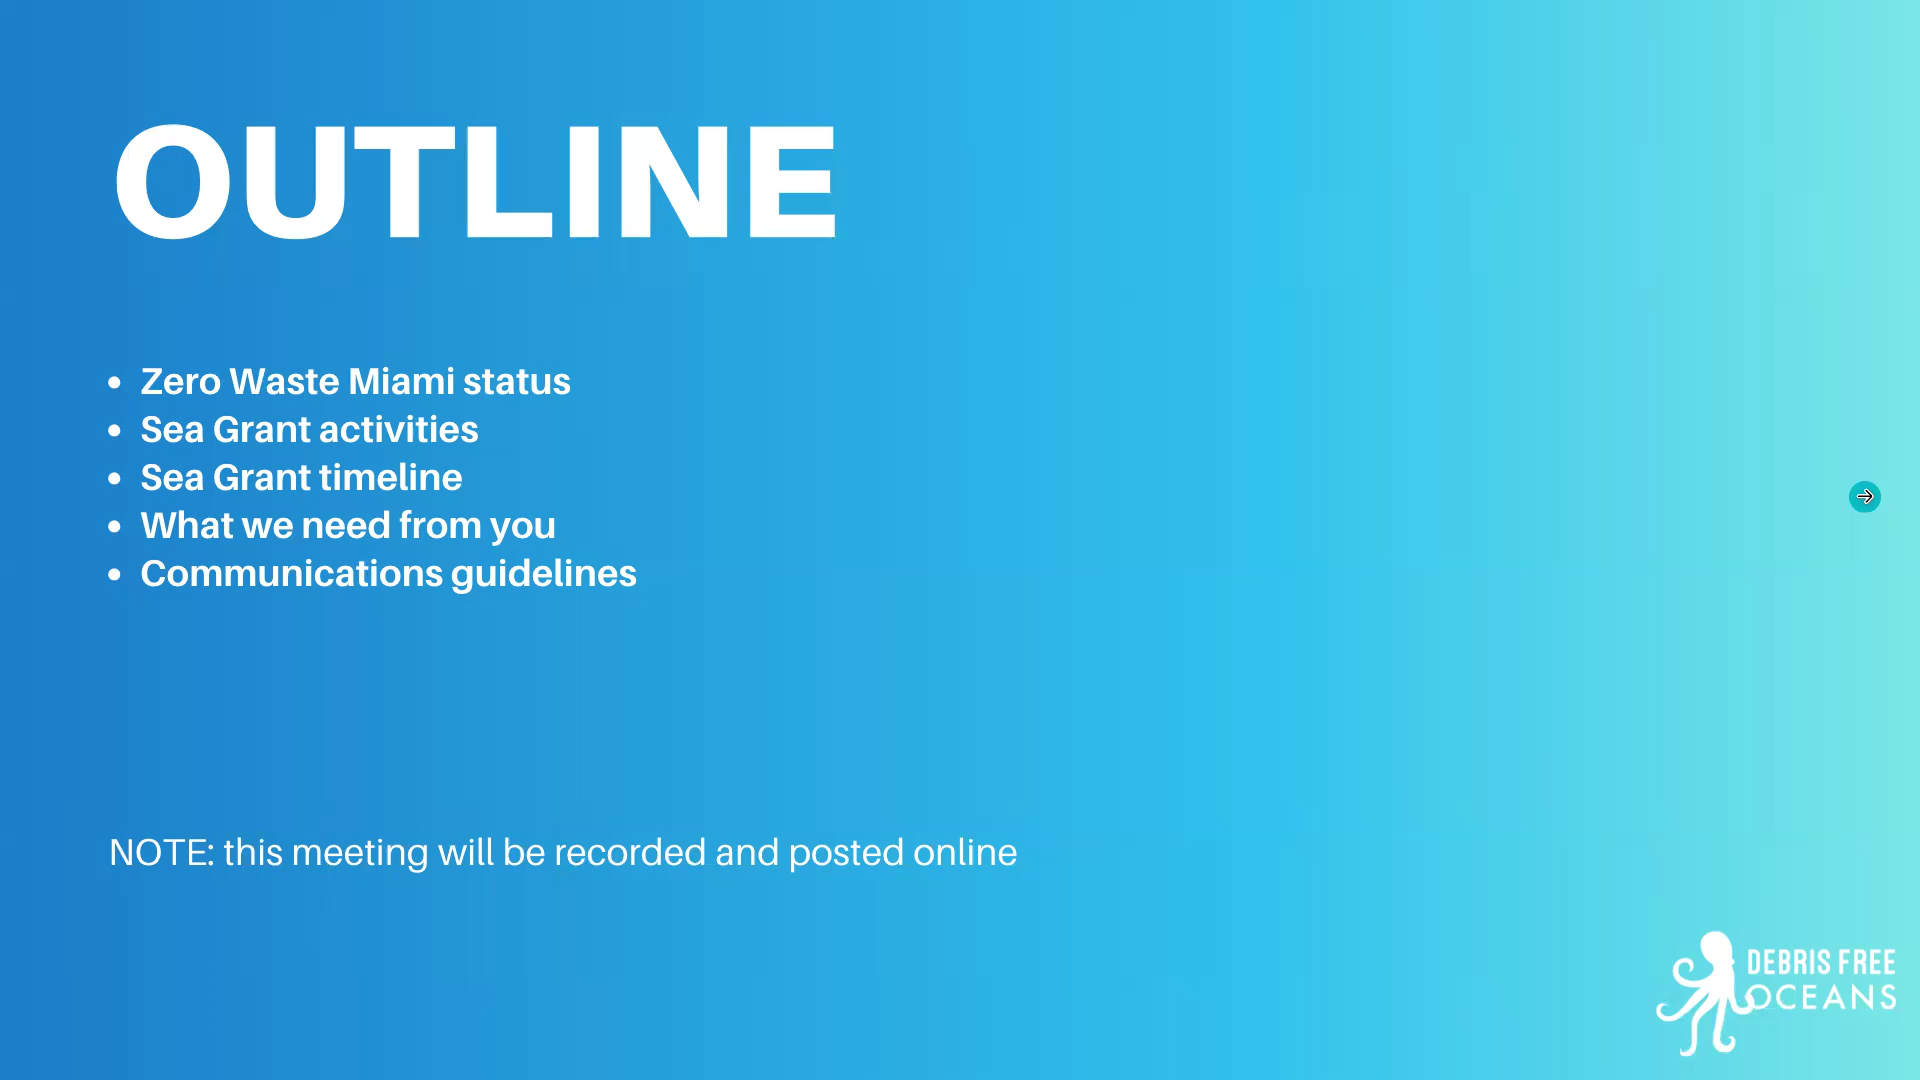 OUTLINE
• Zero Waste Miami status
• Sea Grant activities
• Sea Grant timeline
• What we need from you
• Communications guidelines
NOTE: this meeting will be recorded and posted online
DEBRIS FREE
OCEANS